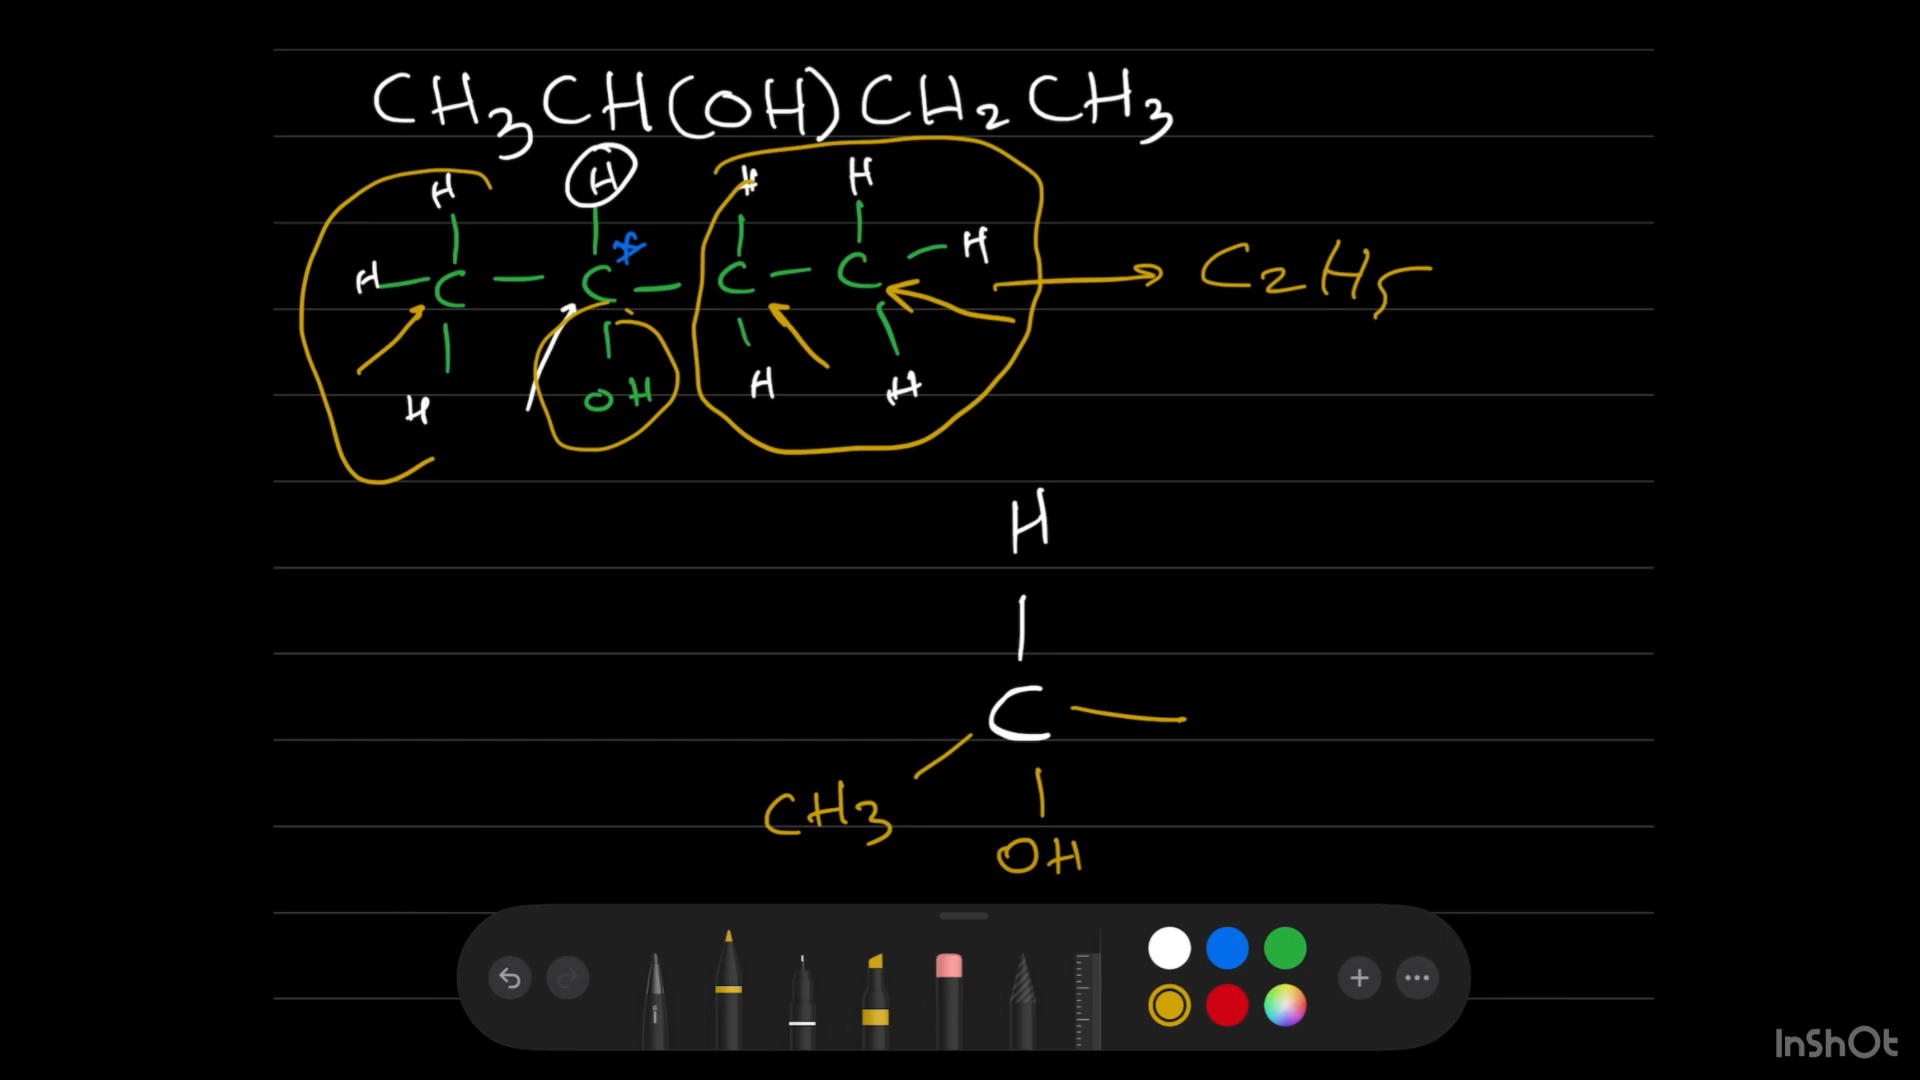 CH3CH(OH)CH2CH3
H H H H
H C C * C C H C2H5
H OH H H
H
C
CH3
OH
InShOt